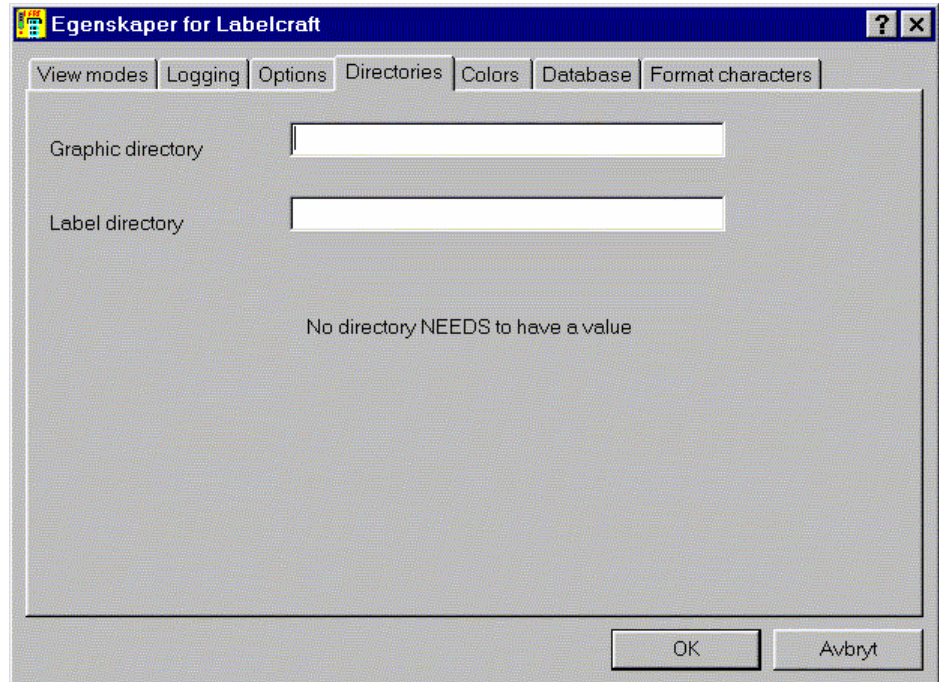 Egenskaper for Labelcraft
View modes Logging Options Directories Colors Database Format characters
Graphic directory
Label directory
No directory NEEDS to have a value
OK Avbryt